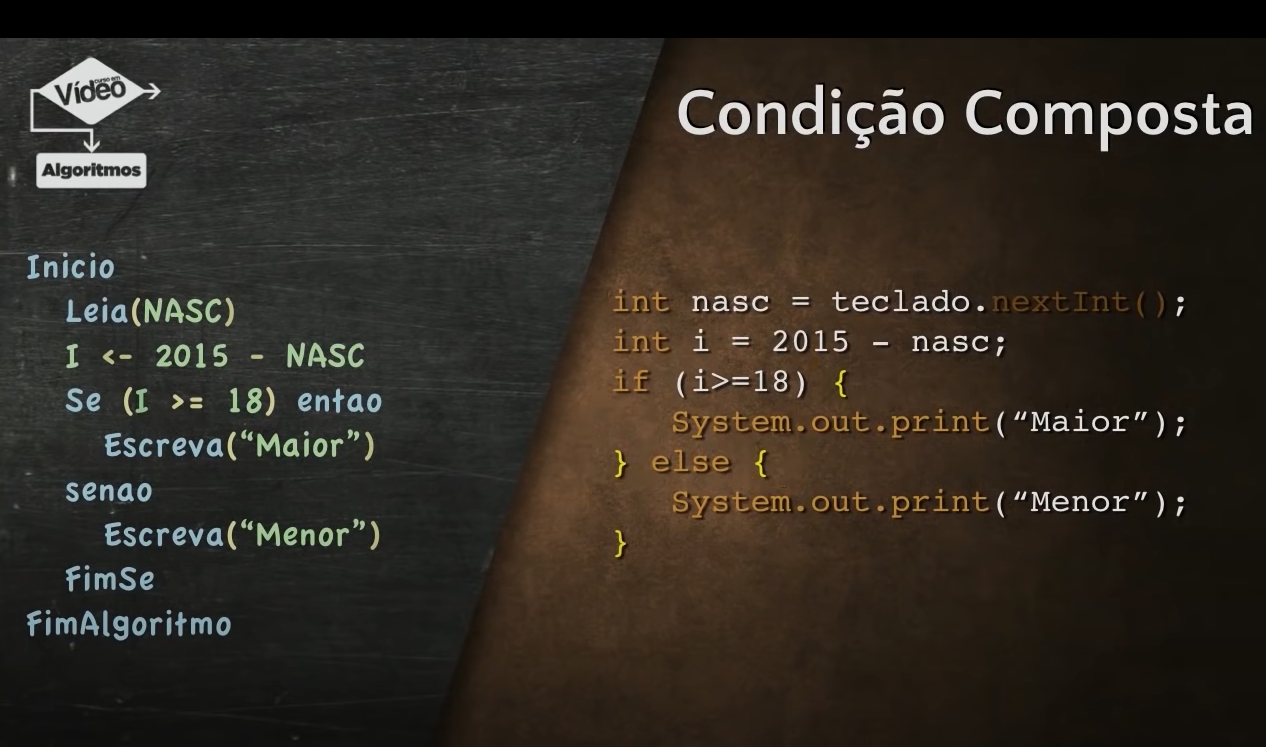 curso em
Vídeo
Algoritmos
Condição Composta
Inicio
Leia(NASC)
I <- 2015 - NASC
Se (I >= 18) entao
Escreva(“Maior”)
senao
Escreva(“Menor”)
FimSe
FimAlgoritmo
int nasc = teclado.nextInt();
int i = 2015 – nasc;
if (i>=18) {
System.out.print(“Maior”);
} else {
System.out.print(“Menor”);
}